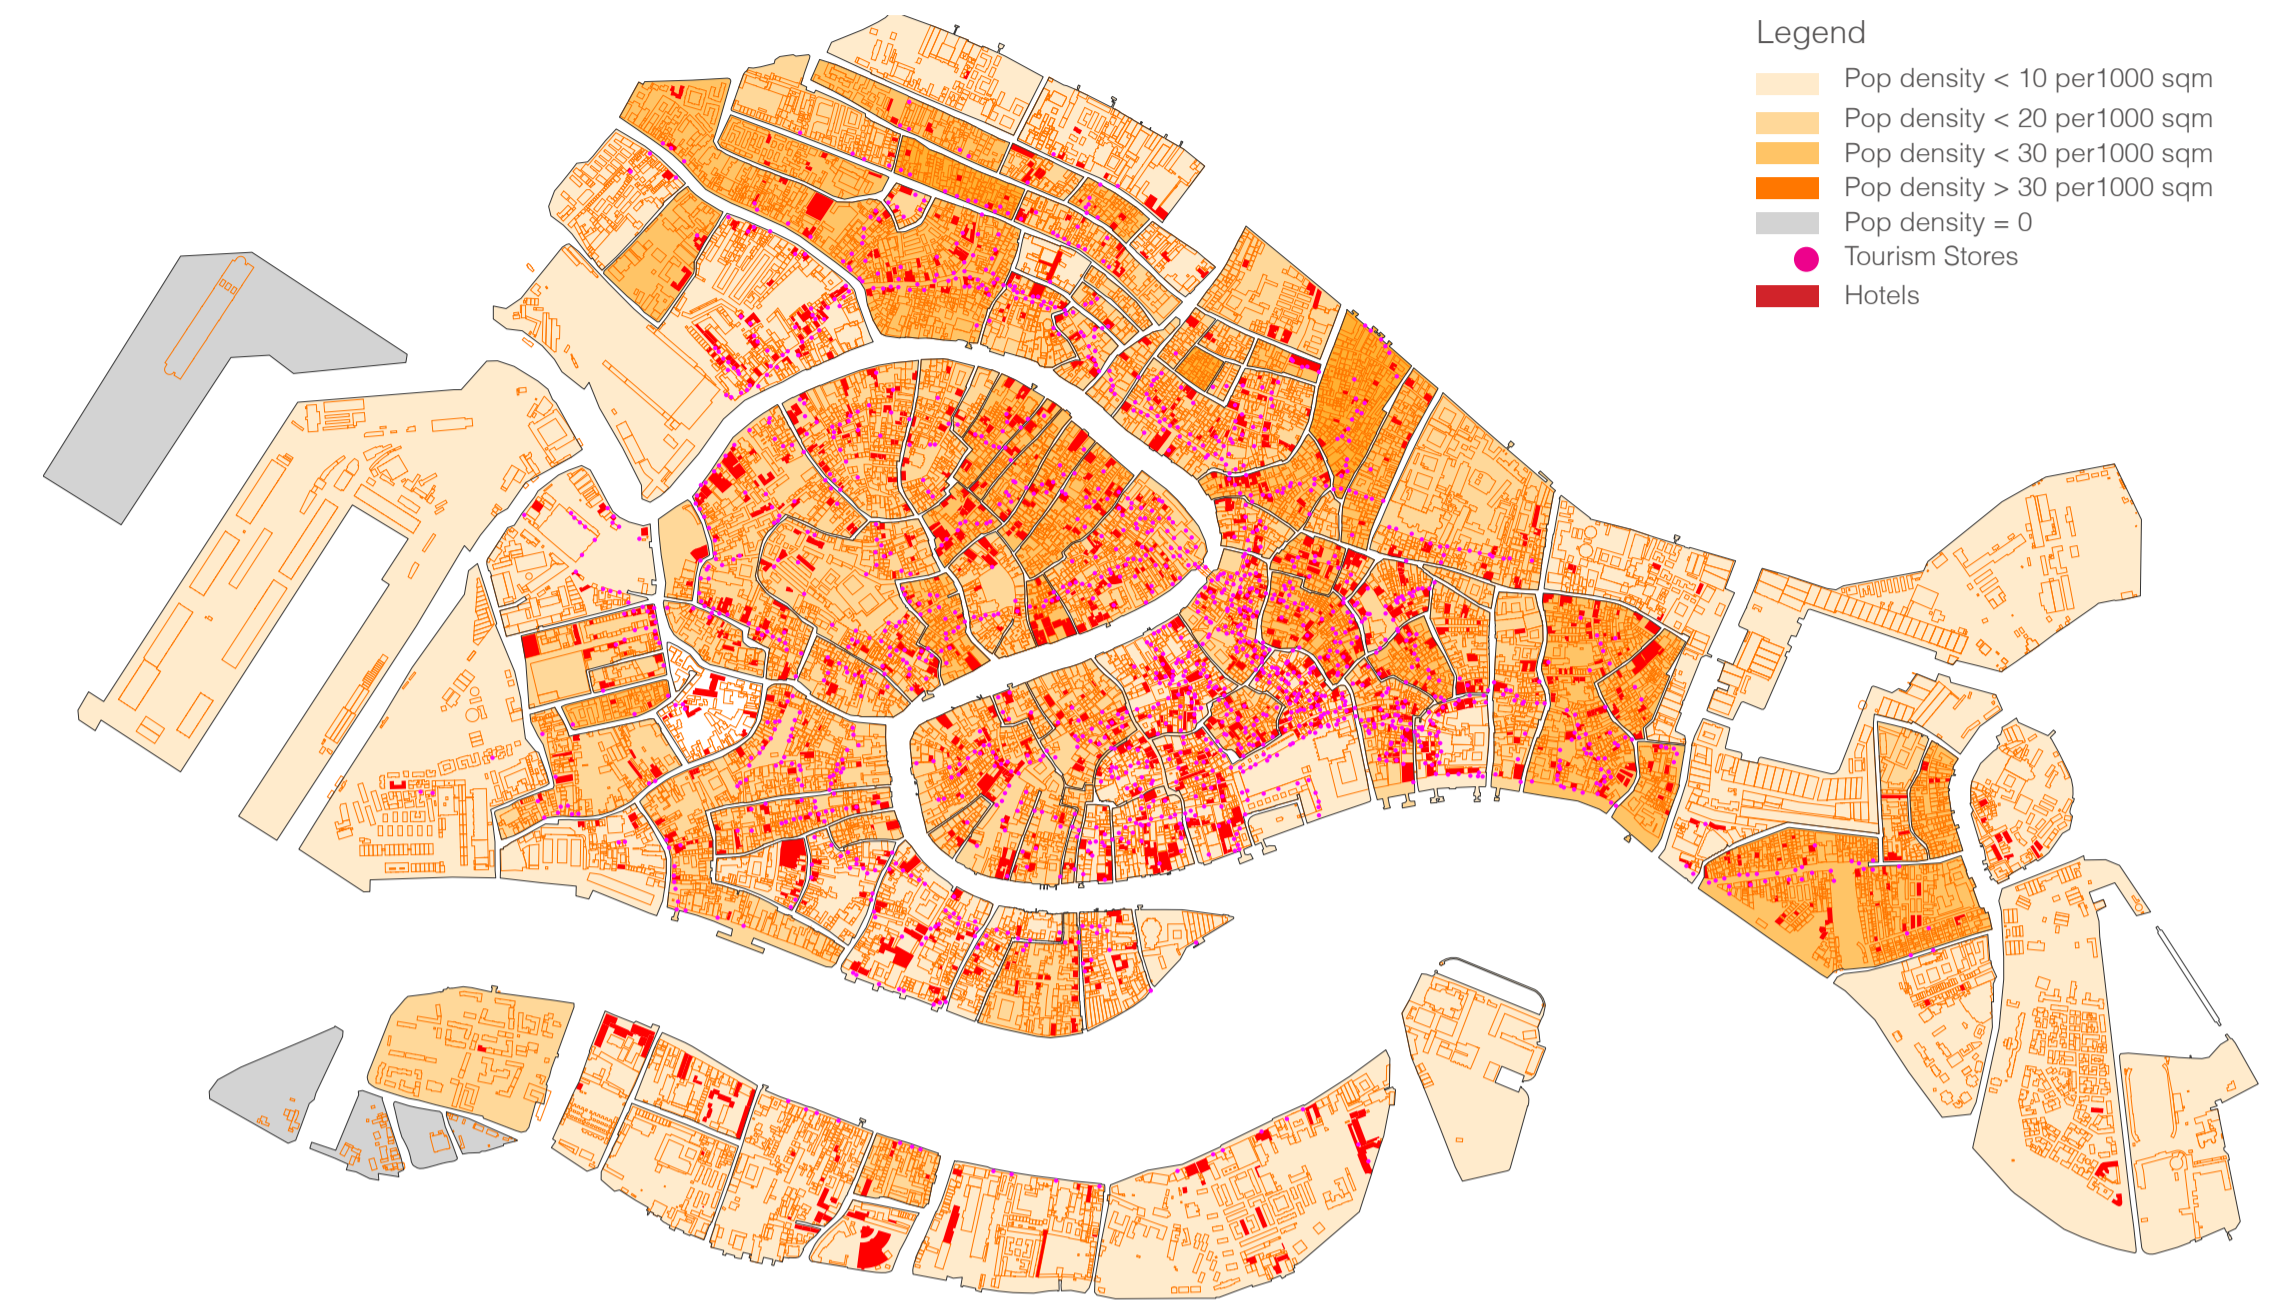 Legend
Pop density < 10 per1000 sqm
Pop density < 20 per1000 sqm
Pop density < 30 per1000 sqm
Pop density > 30 per1000 sqm
Pop density = 0
Tourism Stores
Hotels